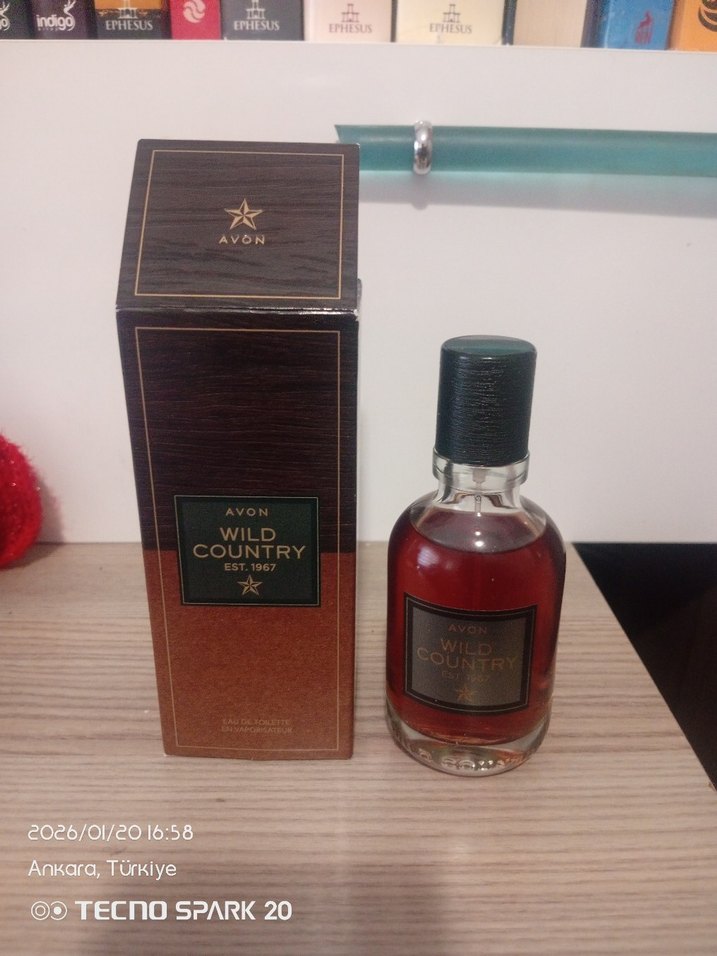 indigo
EPHESUS
EPHESUS
EPHESUS
EPHESUS
AVON
AVON
WILD
COUNTRY
EST. 1967
EAU DE TOILETTE
EN VAPORISATEUR
AVON
WILD
COUNTRY
EST. 1967
2026/01/20 16:58
Ankara, Türkiye
TECNO SPARK 20